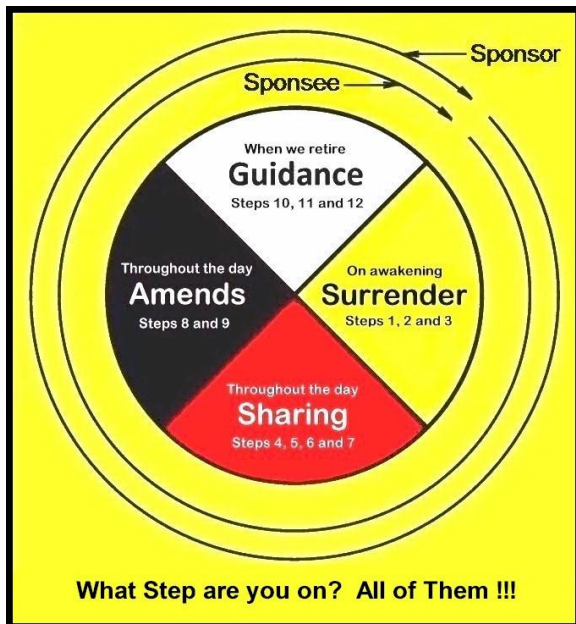 Sponsor
Sponsee
When we retire
Guidance
Steps 10, 11 and 12
On awakening
Surrender
Steps 1, 2 and 3
Throughout the day
Amends
Steps 8 and 9
Throughout the day
Sharing
Steps 4, 5, 6 and 7
What Step are you on?  All of Them !!!